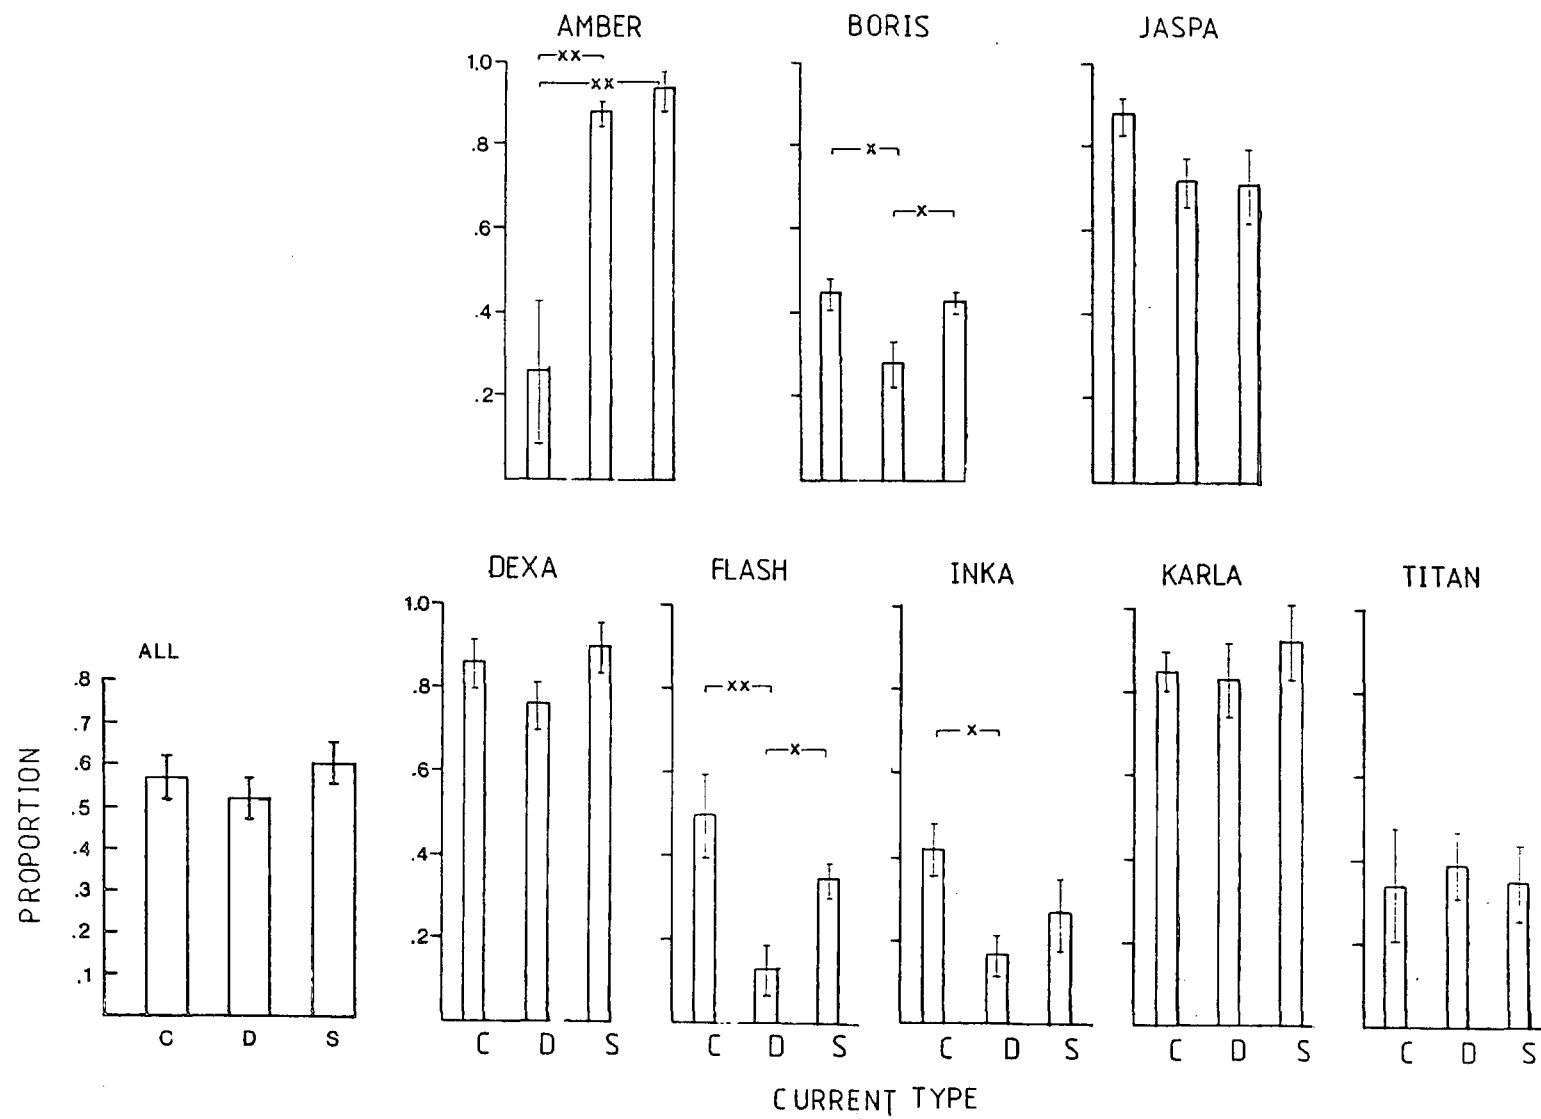 AMBER BORIS JASPA
1.0
.8
.6
.4
.2
xx
xx
x
x
DEXA FLASH INKA KARLA TITAN
1.0
.8
.6
.4
.2
xx
x
x
C D S C D S C D S C D S C D S
ALL
.8
.7
.6
.5
.4
.3
.2
.1
C D S
PROPORTION
CURRENT TYPE